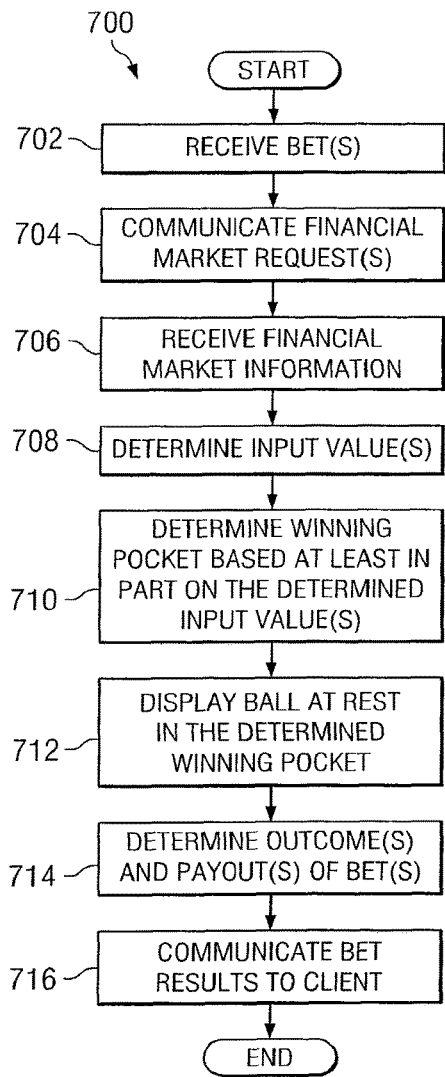 700
START
702
RECEIVE BET(S)
704
COMMUNICATE FINANCIAL
MARKET REQUEST(S)
706
RECEIVE FINANCIAL
MARKET INFORMATION
708
DETERMINE INPUT VALUE(S)
710
DETERMINE WINNING
POCKET BASED AT LEAST IN
PART ON THE DETERMINED
INPUT VALUE(S)
712
DISPLAY BALL AT REST
IN THE DETERMINED
WINNING POCKET
714
DETERMINE OUTCOME(S)
AND PAYOUT(S) OF BET(S)
716
COMMUNICATE BET
RESULTS TO CLIENT
END